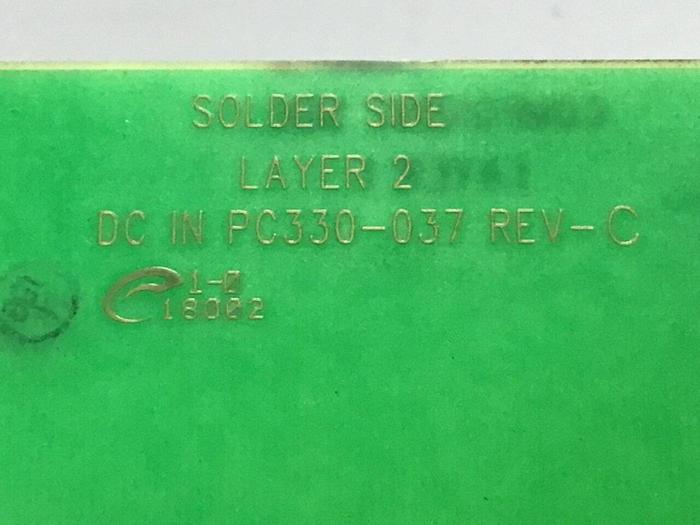 SOLDER SIDE
LAYER 2
DC IN PC330-037 REV-C
1-0
18002